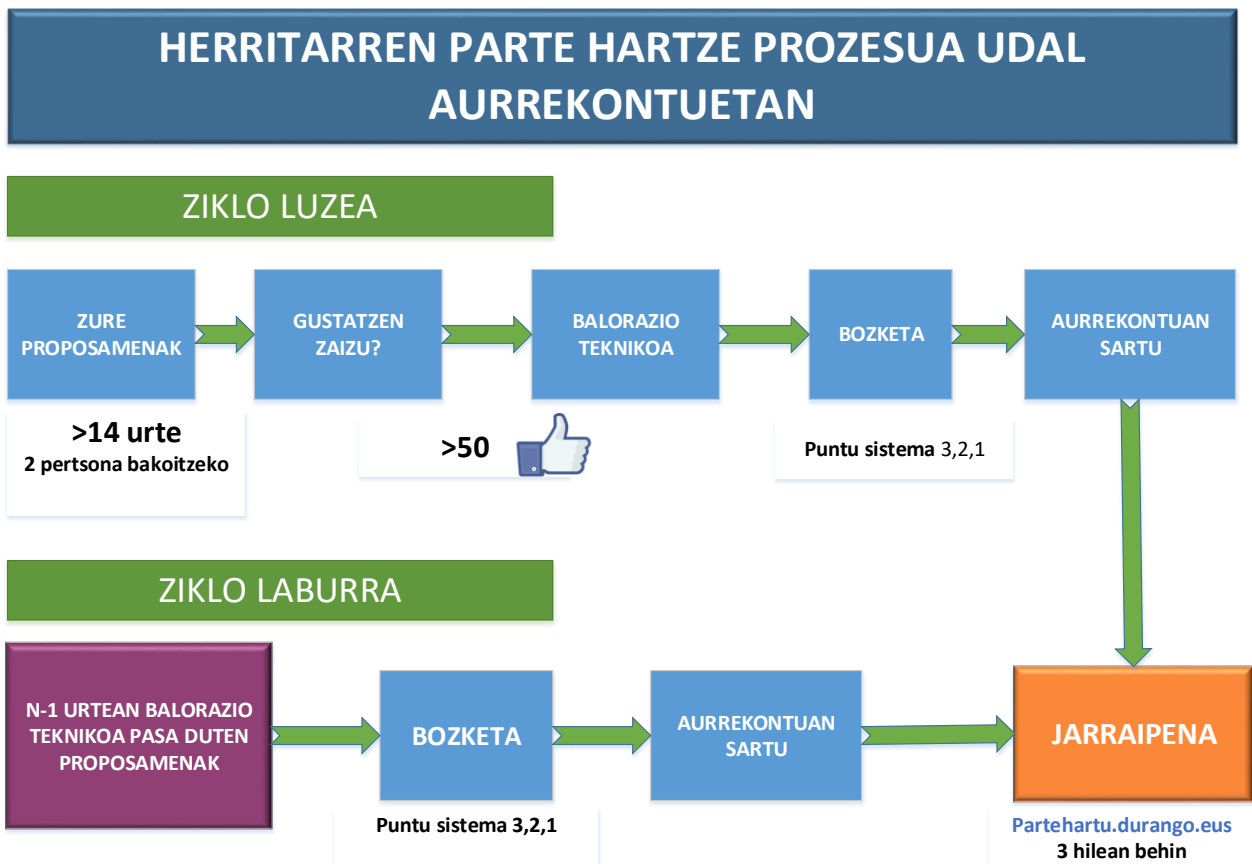 HERRITARREN PARTE HARTZE PROZESUA UDAL
AURREKONTUETAN
ZIKLO LUZEA
ZURE
PROPOSAMENAK
GUSTATZEN
ZAIZU?
BALORAZIO
TEKNIKOA
BOZKETA
AURREKONTUAN
SARTU
>14 urte
2 pertsona bakoitzeko
>50
Puntu sistema 3,2,1
ZIKLO LABURRA
N-1 URTEAN BALORAZIO
TEKNIKOA PASA DUTEN
PROPOSAMENAK
BOZKETA
AURREKONTUAN
SARTU
JARRAIPENA
Puntu sistema 3,2,1
Partehartu.durango.eus
3 hilean behin